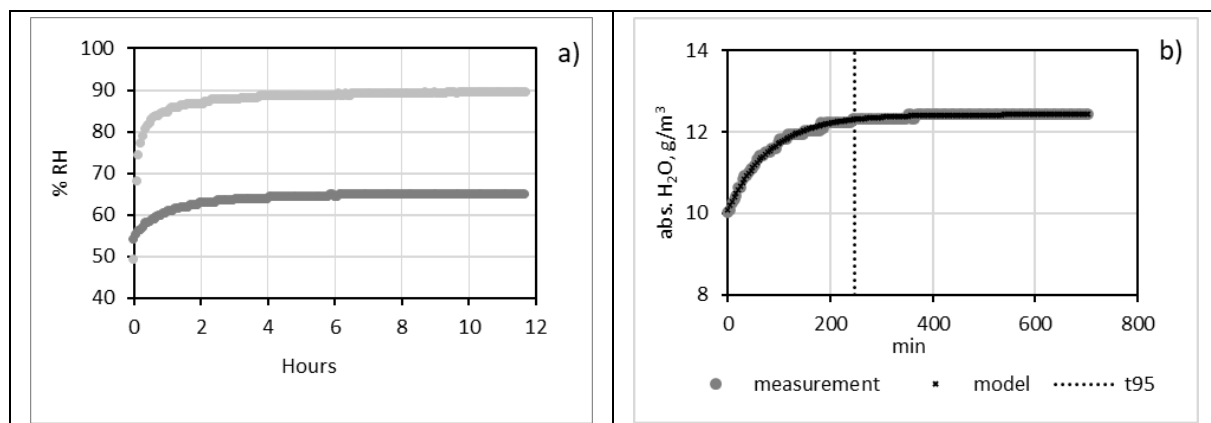 a)
100
90
80
70
60
50
40
% RH
0 2 4 6 8 10 12
Hours
b)
14
12
10
8
abs. H₂O, g/m³
0 200 400 600 800
min
measurement model t95